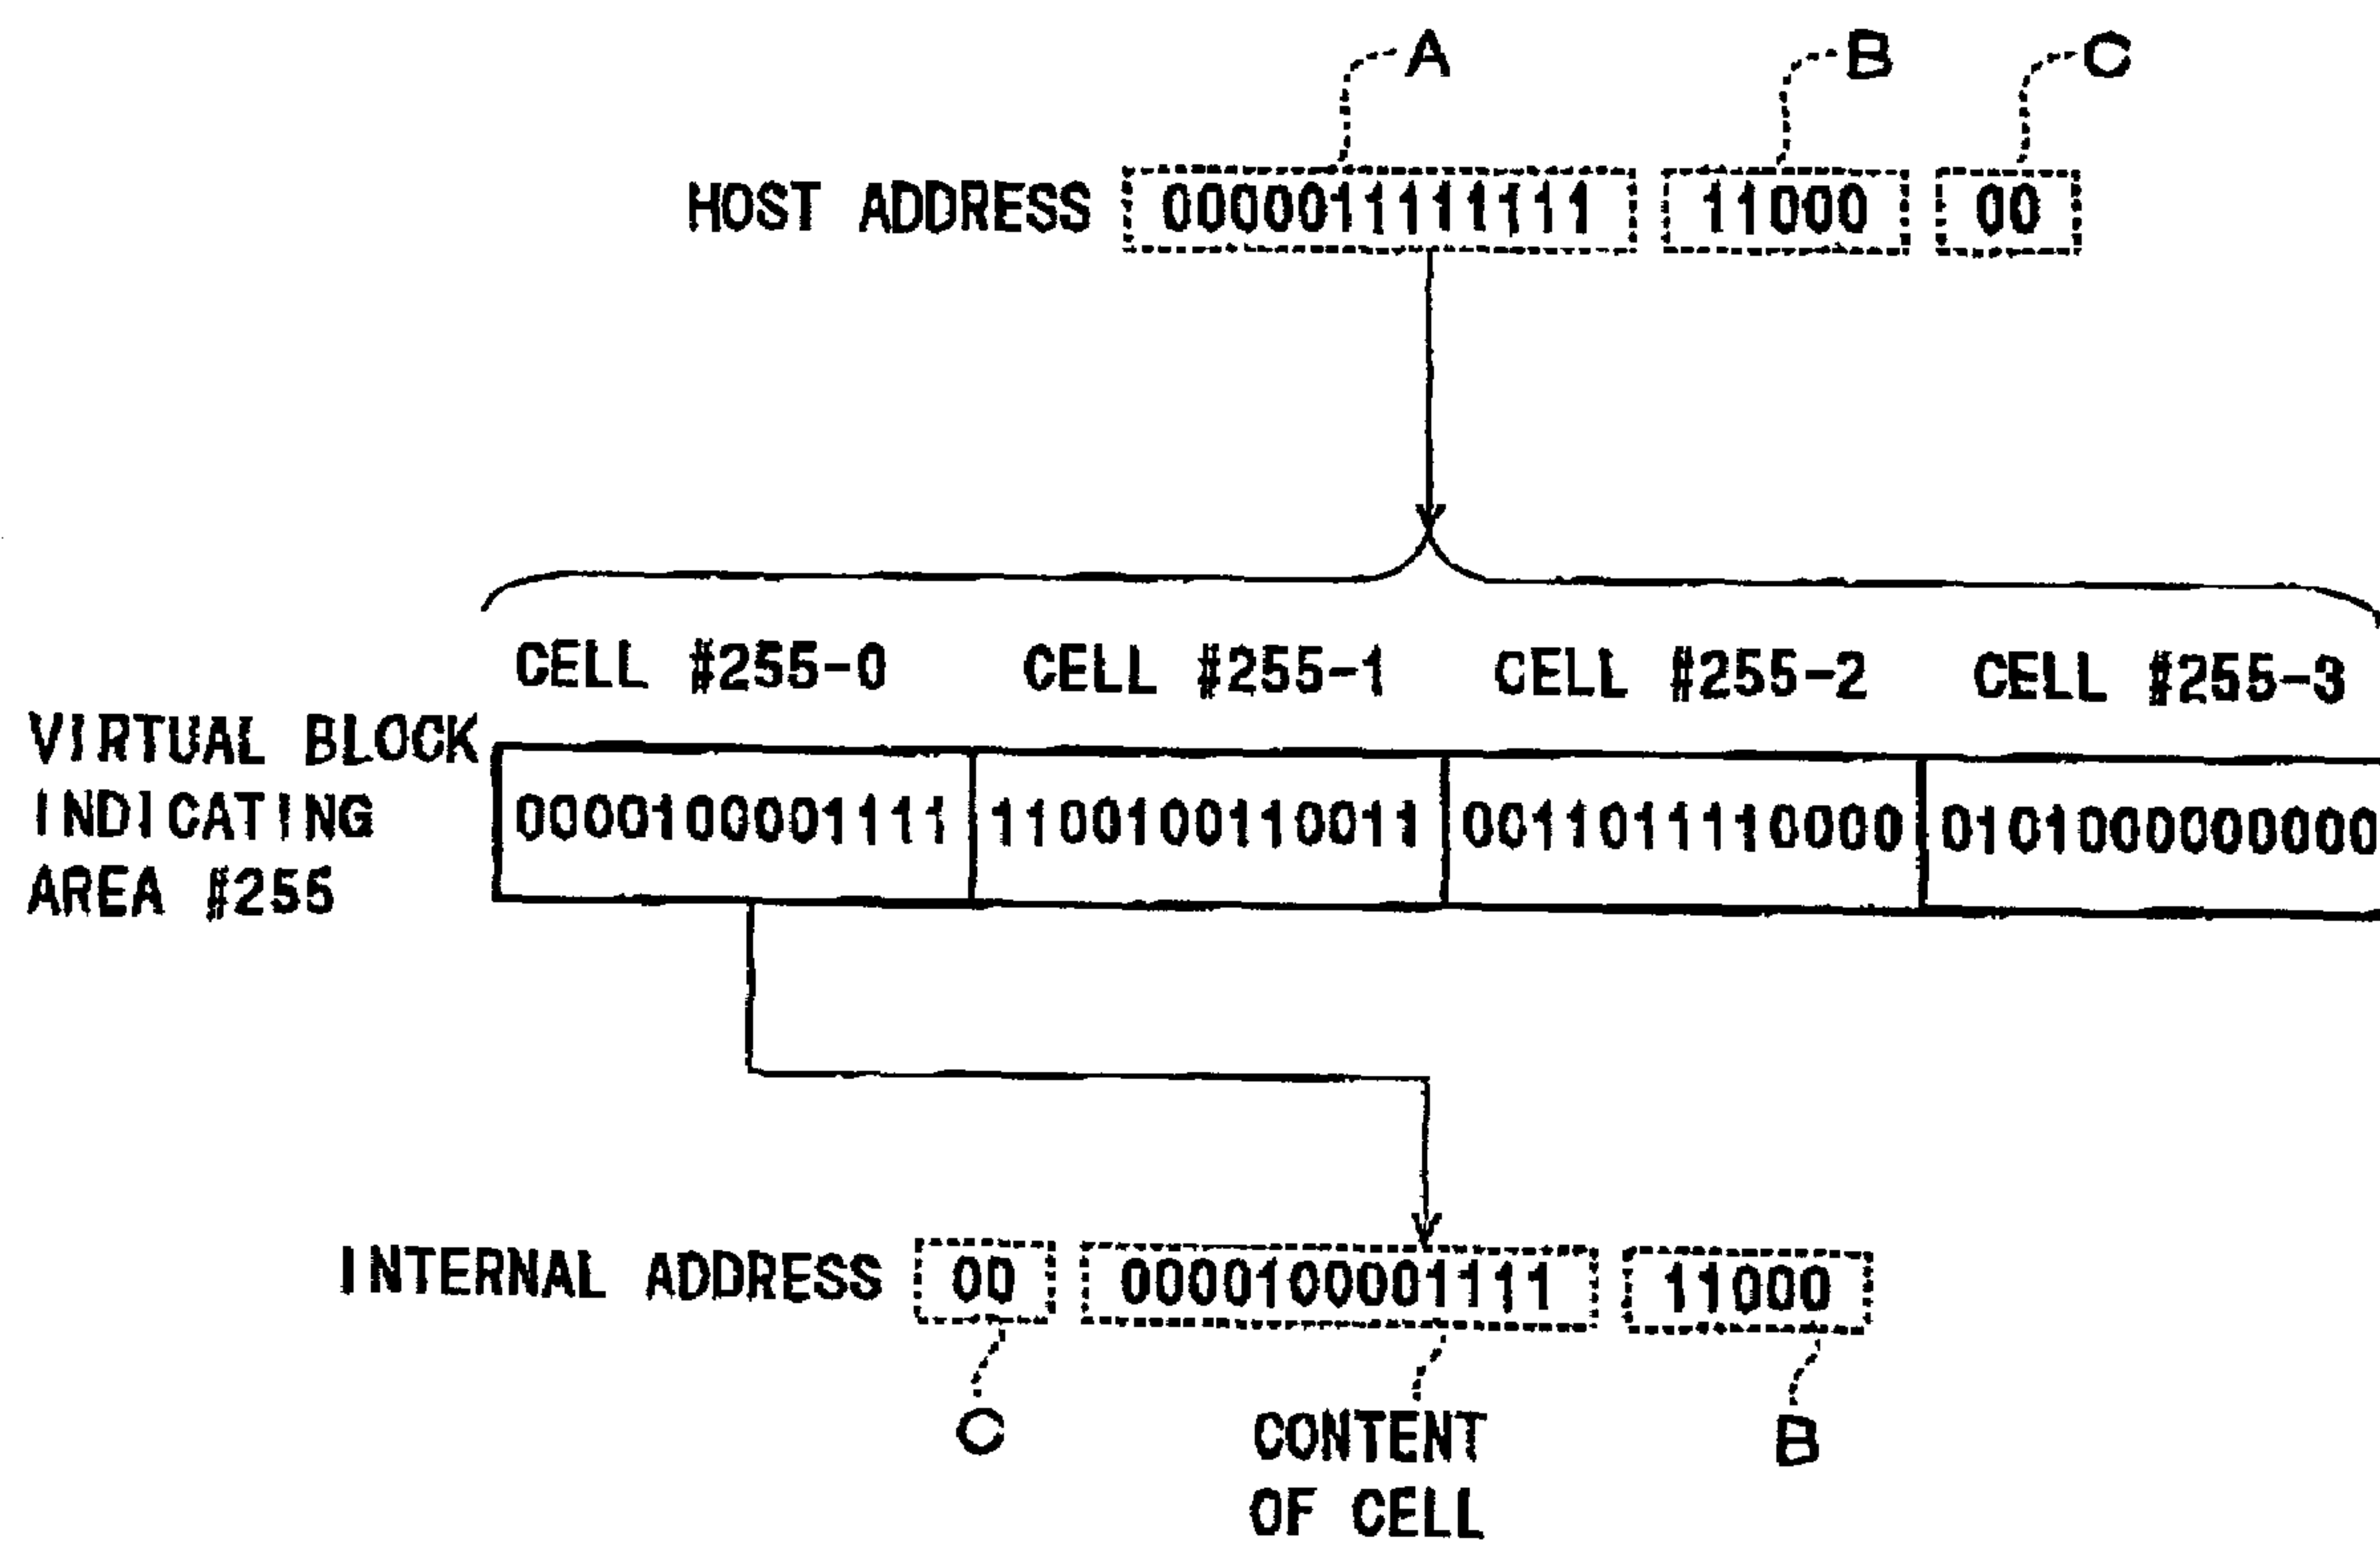 A B C
HOST ADDRESS 0000011111111 11000 00
CELL #255-0 CELL #255-1 CELL #255-2 CELL #255-3
VIRTUAL BLOCK
INDICATING
AREA #255
0000100001111 1100100110011 0011011110000 0101000000000
INTERNAL ADDRESS 00 0000100001111 11000
C CONTENT B
OF CELL